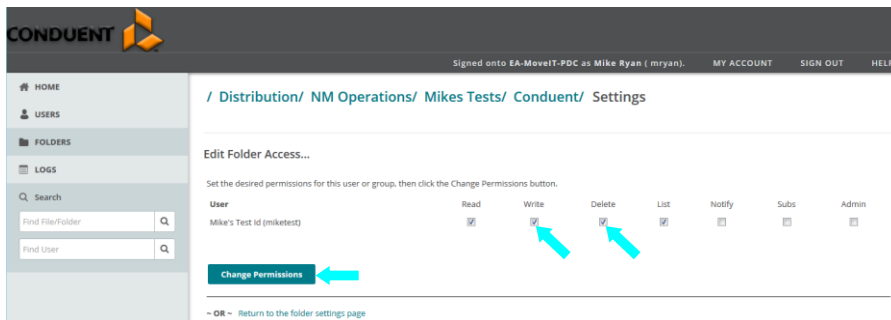 CONDUENT
Signed onto EA-MoveIT-PDC as Mike Ryan ( mryan). MY ACCOUNT SIGN OUT HELP
HOME
USERS
FOLDERS
LOGS
Search
Find File/Folder
Find User
/ Distribution/ NM Operations/ Mikes Tests/ Conduent/ Settings
Edit Folder Access...
Set the desired permissions for this user or group, then click the Change Permissions button.
User Read Write Delete List Notify Subs Admin
Mike's Test Id (miketest)
Change Permissions
~ OR ~ Return to the folder settings page